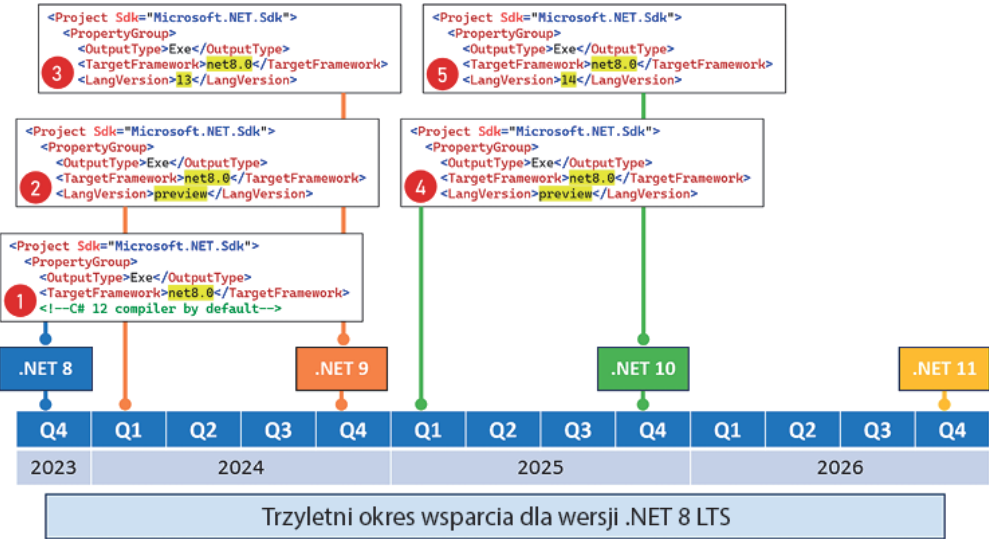 <Project Sdk="Microsoft.NET.Sdk">
<PropertyGroup>
<OutputType>Exe</OutputType>
<TargetFramework>net8.0</TargetFramework>
<LangVersion>13</LangVersion>
3
<Project Sdk="Microsoft.NET.Sdk">
<PropertyGroup>
<OutputType>Exe</OutputType>
<TargetFramework>net8.0</TargetFramework>
<LangVersion>14</LangVersion>
5
<Project Sdk="Microsoft.NET.Sdk">
<PropertyGroup>
<OutputType>Exe</OutputType>
<TargetFramework>net8.0</TargetFramework>
<LangVersion>preview</LangVersion>
2
<Project Sdk="Microsoft.NET.Sdk">
<PropertyGroup>
<OutputType>Exe</OutputType>
<TargetFramework>net8.0</TargetFramework>
<LangVersion>preview</LangVersion>
4
<Project Sdk="Microsoft.NET.Sdk">
<PropertyGroup>
<OutputType>Exe</OutputType>
<TargetFramework>net8.0</TargetFramework>
<!--C# 12 compiler by default-->
1
.NET 8 .NET 9 .NET 10 .NET 11
Q4 Q1 Q2 Q3 Q4 Q1 Q2 Q3 Q4 Q1 Q2 Q3 Q4
2023 2024 2025 2026
Trzyletni okres wsparcia dla wersji .NET 8 LTS